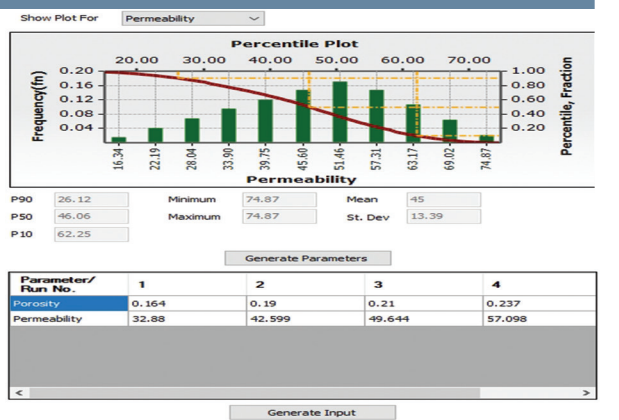 Show Plot For Permeability
Percentile Plot
20.00 30.00 40.00 50.00 60.00 70.00
Frequency(fn)
0.20
0.16
0.12
0.08
0.04
1.00
0.80
0.60
0.40
0.20
Percentile, Fraction
16.34 22.19 28.04 33.90 39.75 45.60 51.46 57.31 63.17 69.02 74.87
Permeability
P90 26.12 Minimum 74.87 Mean 45
P50 46.06 Maximum 74.87 St. Dev 13.39
P10 62.25
Generate Parameters
Parameter/
Run No. 1 2 3 4
Porosity 0.164 0.19 0.21 0.237
Permeability 32.88 42.599 49.644 57.098
< >
Generate Input